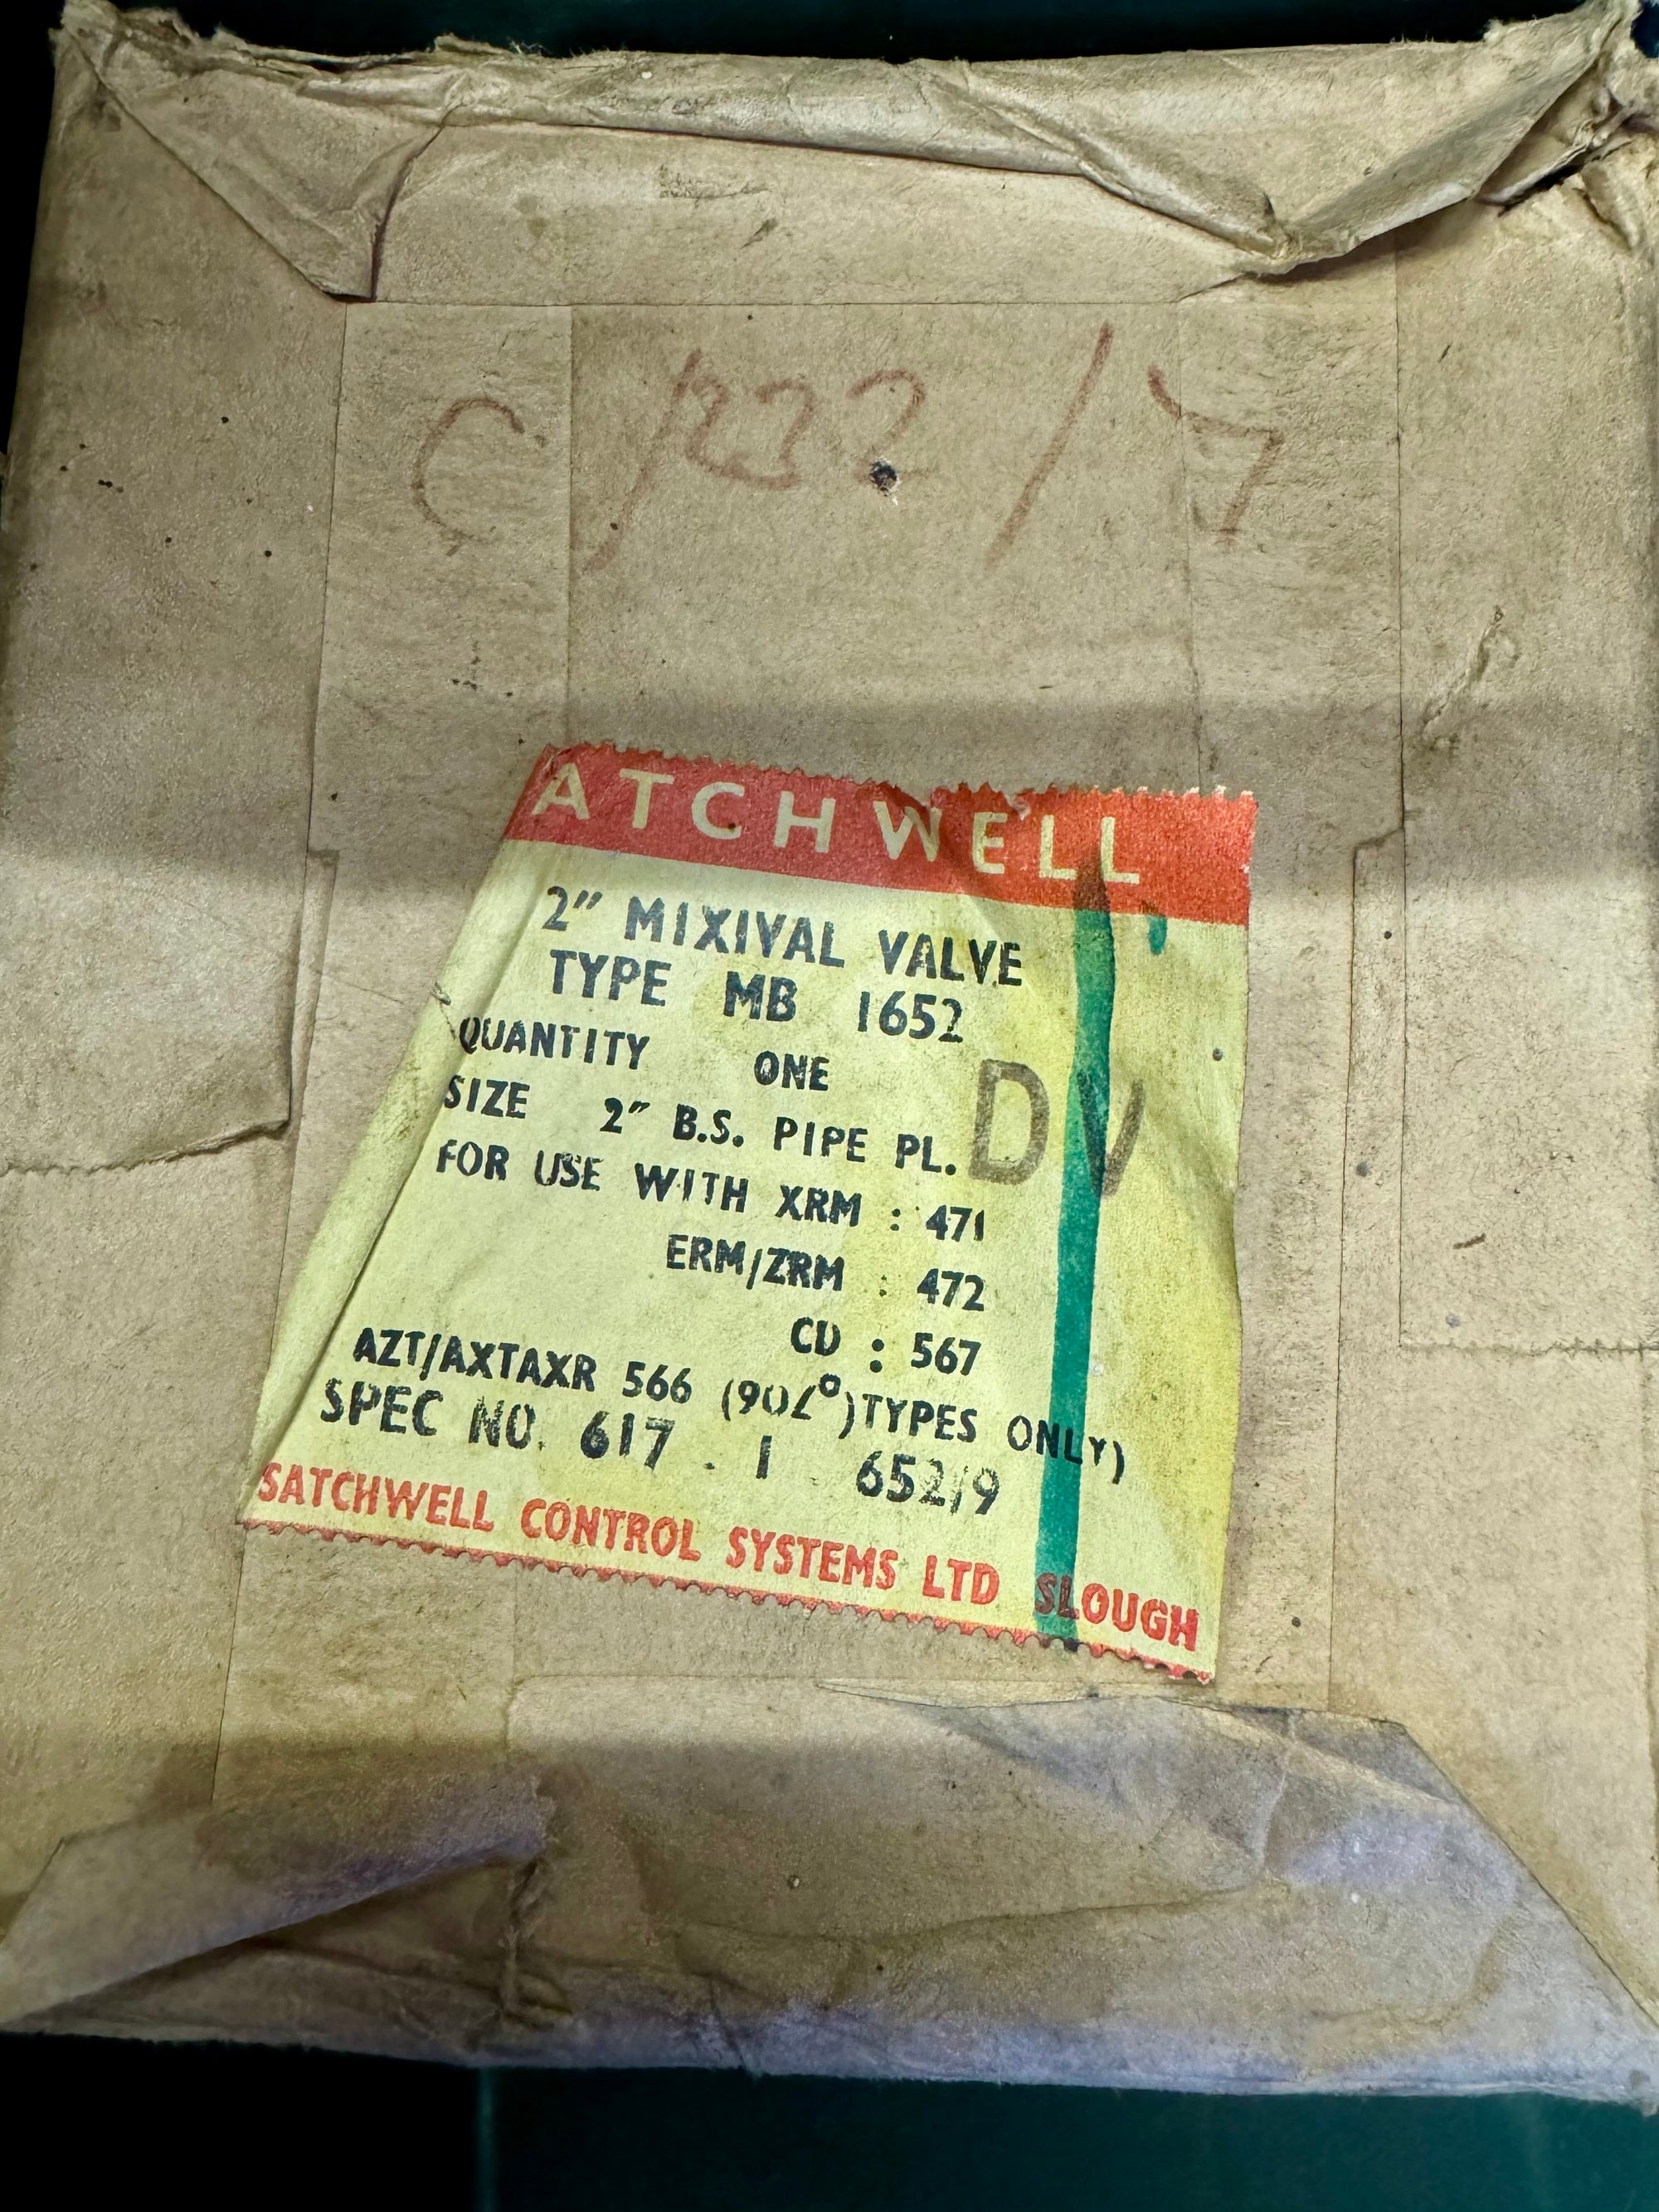 C/1232/7
ATCHWELL
2" MIXIVAL VALVE
TYPE MB 1652
QUANTITY ONE
SIZE 2" B.S. PIPE PL.
DV
FOR USE WITH XRM : 471
ERM/ZRM : 472
CD : 567
AZT/AXTAXR 566 (90∠°)TYPES ONLY)
SPEC NO. 617 . 1 652/9
SATCHWELL CONTROL SYSTEMS LTD SLOUGH